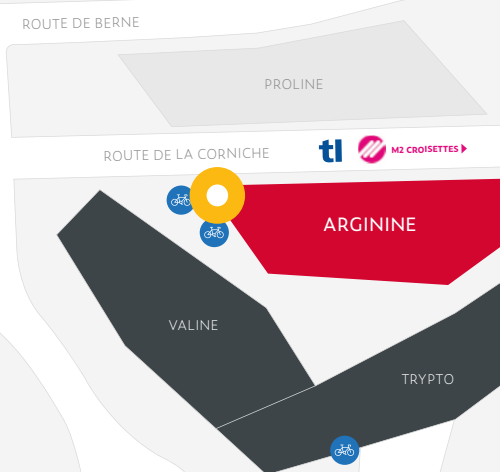 ROUTE DE BERNE
PROLINE
ROUTE DE LA CORNICHE
tl
M2 CROISETTES
ARGININE
VALINE
TRYPTO